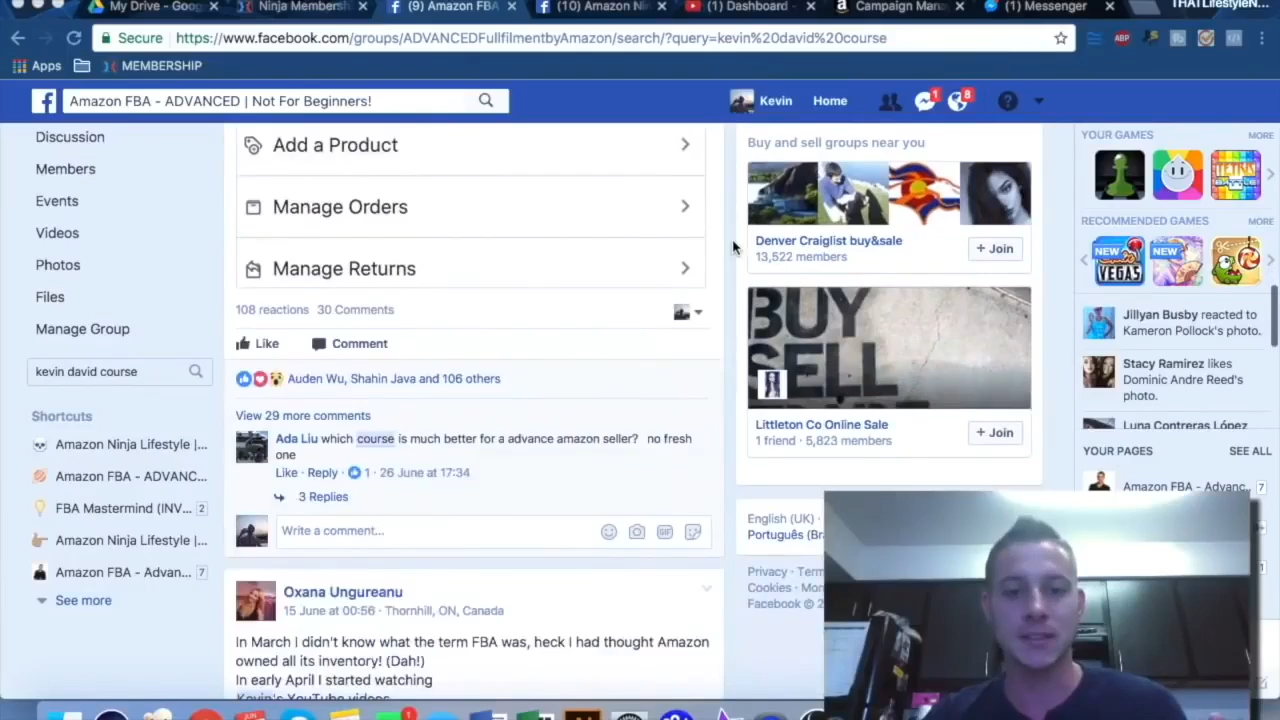 My Drive - Goog
Ninja Membersh
(9) Amazon FBA
(10) Amazon Nin
(1) Dashboard -
Campaign Man
(1) Messenger
THATLifestyleN...
Secure https://www.facebook.com/groups/ADVANCEDFullfilmentbyAmazon/search/?query=kevin%20david%20course
ABP
Apps
MEMBERSHIP
Amazon FBA - ADVANCED | Not For Beginners!
Kevin
Home
1
8
Discussion
Members
Events
Videos
Photos
Files
Manage Group
kevin david course
Shortcuts
Amazon Ninja Lifestyle |...
Amazon FBA - ADVANC...
FBA Mastermind (INV... 2
Amazon Ninja Lifestyle |...
Amazon FBA - Advan... 7
See more
Add a Product
Manage Orders
Manage Returns
108 reactions 30 Comments
Like Comment
Auden Wu, Shahin Java and 106 others
View 29 more comments
Ada Liu which course is much better for a advance amazon seller? no fresh
one
Like · Reply · 1 · 26 June at 17:34
3 Replies
Write a comment...
GIF
Oxana Ungureanu
15 June at 00:56 · Thornhill, ON, Canada
In March I didn't know what the term FBA was, heck I had thought Amazon
owned all its inventory! (Dah!)
In early April I started watching
Kevin's YouTube videos
Buy and sell groups near you
Denver Craiglist buy&sale
13,522 members
+ Join
BUY
SELL
Littleton Co Online Sale
1 friend · 5,823 members
+ Join
English (UK) ·
Português (Bra
Privacy · Term
Cookies · Mor
Facebook © 2
YOUR GAMES MORE
TETRIS
RECOMMENDED GAMES MORE
NEW
VEGAS
NEW
Jillyan Busby reacted to
Kameron Pollock's photo.
Stacy Ramirez likes
Dominic Andre Reed's
photo.
Luna Contreras López
YOUR PAGES SEE ALL
Amazon FBA - Advanc... 7